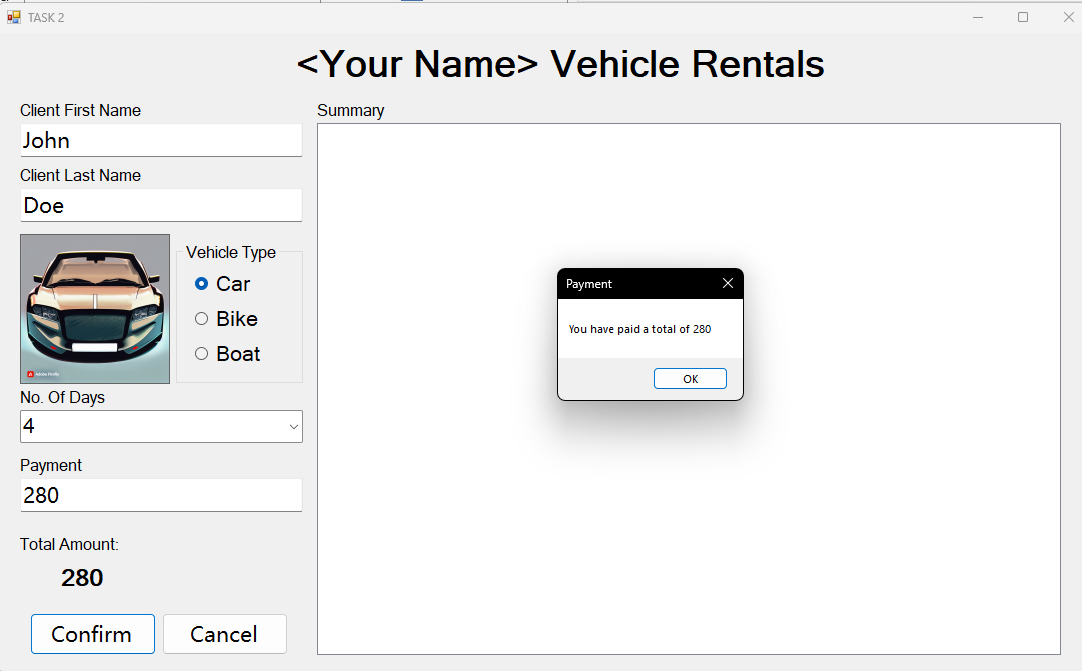 TASK 2
<Your Name> Vehicle Rentals
Client First Name
John
Client Last Name
Doe
Adobe Firefly
Vehicle Type
Car
Bike
Boat
No. Of Days
4
Payment
280
Total Amount:
280
Confirm
Cancel
Summary
Payment
You have paid a total of 280
OK